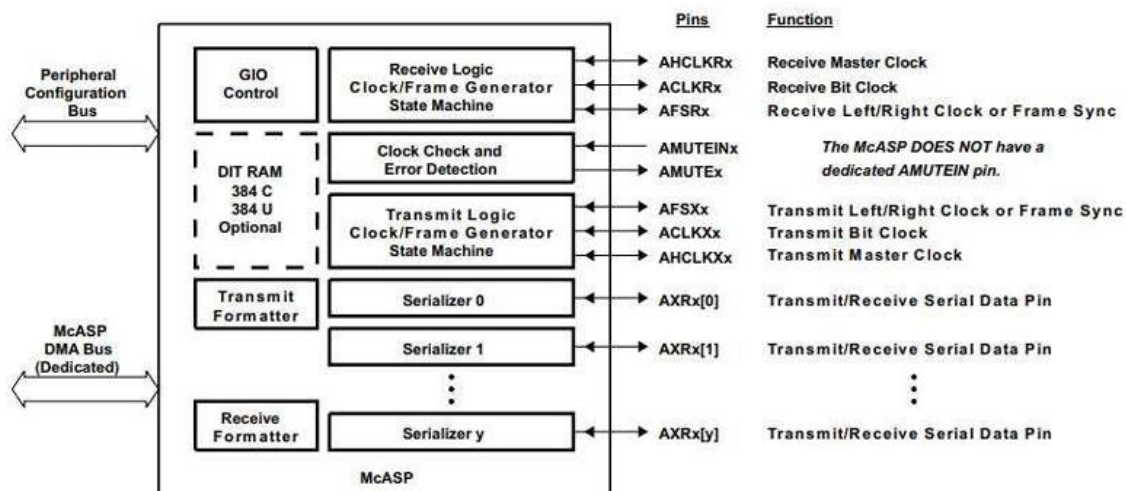 Pins Function
Peripheral
Configuration
Bus
GIO
Control
Receive Logic
Clock/Frame Generator
State Machine
AHCLKRx Receive Master Clock
ACLKRx Receive Bit Clock
AFSRx Receive Left/Right Clock or Frame Sync
DIT RAM
384 C
384 U
Optional
Clock Check and
Error Detection
AMUTEINx
AMUTEx
The McASP DOES NOT have a
dedicated AMUTEIN pin.
Transmit Logic
Clock/Frame Generator
State Machine
AFSXx Transmit Left/Right Clock or Frame Sync
ACLKXx Transmit Bit Clock
AHCLKXx Transmit Master Clock
Transmit
Formatter
Serializer 0
AXRx[0] Transmit/Receive Serial Data Pin
McASP
DMA Bus
(Dedicated)
Serializer 1
AXRx[1] Transmit/Receive Serial Data Pin
Receive
Formatter
Serializer y
AXRx[y] Transmit/Receive Serial Data Pin
McASP